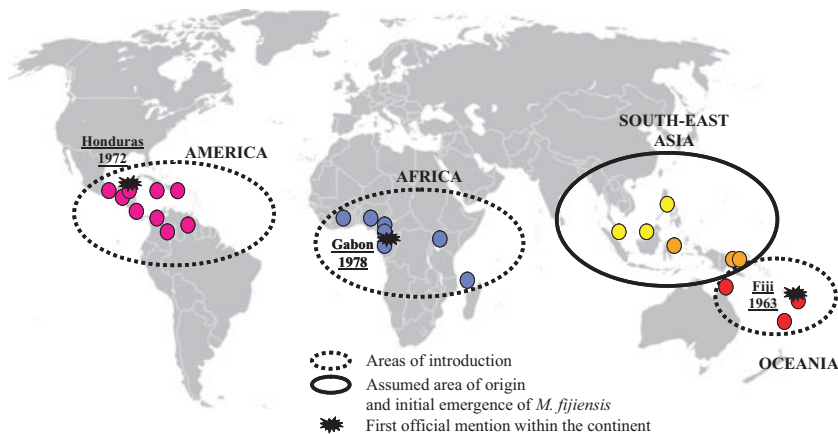 SOUTH-EAST
ASIA
Honduras
1972
AMERICA
AFRICA
Gabon
1978
Fiji
1963
OCEANIA
Areas of introduction
Assumed area of origin
and initial emergence of M. fijiensis
First official mention within the continent